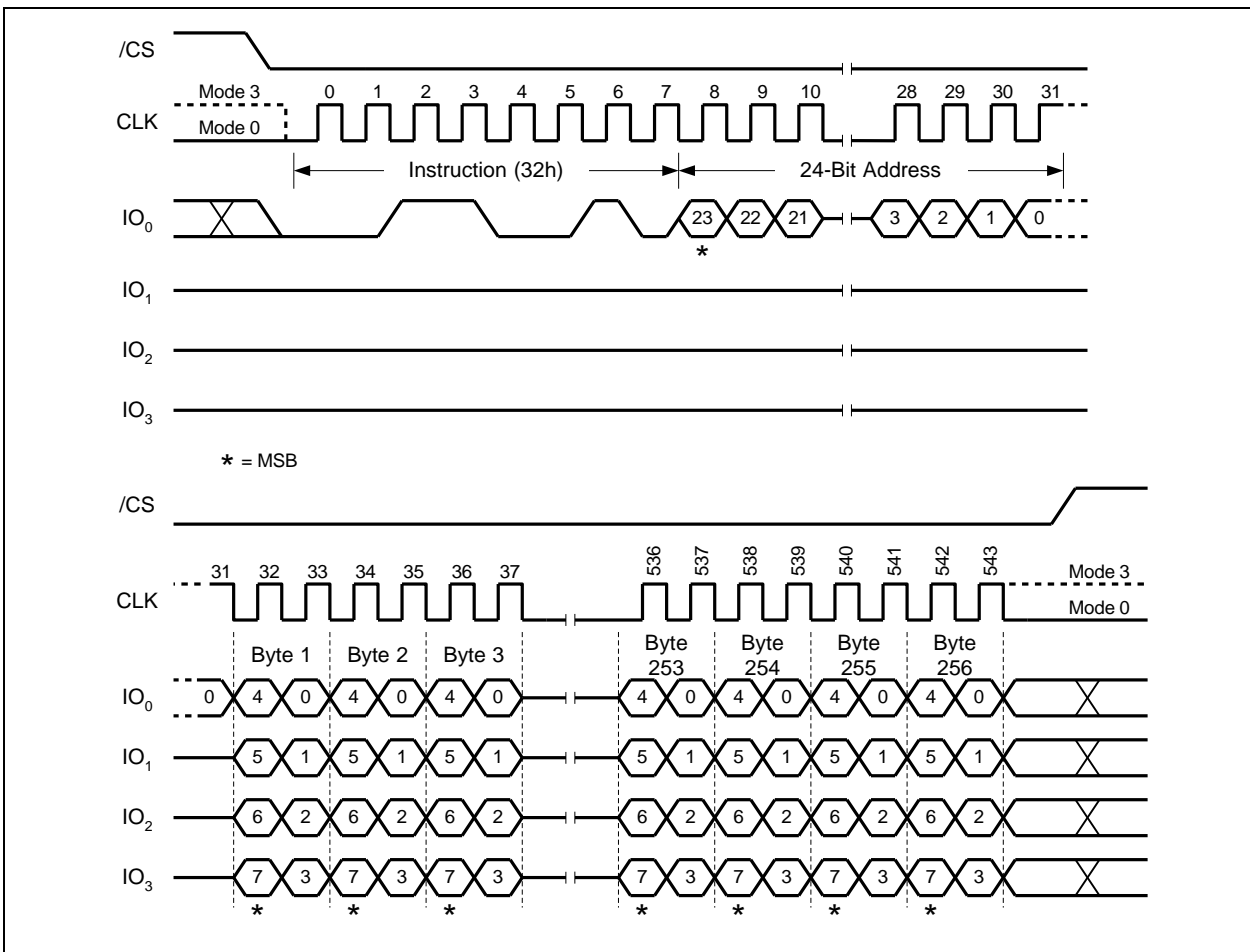 /CS
Mode 3 0 1 2 3 4 5 6 7 8 9 10 28 29 30 31
CLK
Mode 0
Instruction (32h) 24-Bit Address
IO0 23 22 21 3 2 1 0
*
IO1
IO2
IO3
* = MSB
/CS
31 32 33 34 35 36 37 536 537 538 539 540 541 542 543
Mode 3
CLK
Mode 0
Byte 1 Byte 2 Byte 3 Byte 253 Byte 254 Byte 255 Byte 256
IO0 0 4 0 4 0 4 0 4 0 4 0 4 0 4 0
IO1 5 1 5 1 5 1 5 1 5 1 5 1 5 1
IO2 6 2 6 2 6 2 6 2 6 2 6 2 6 2
IO3 7 3 7 3 7 3 7 3 7 3 7 3 7 3
* * * * * * *